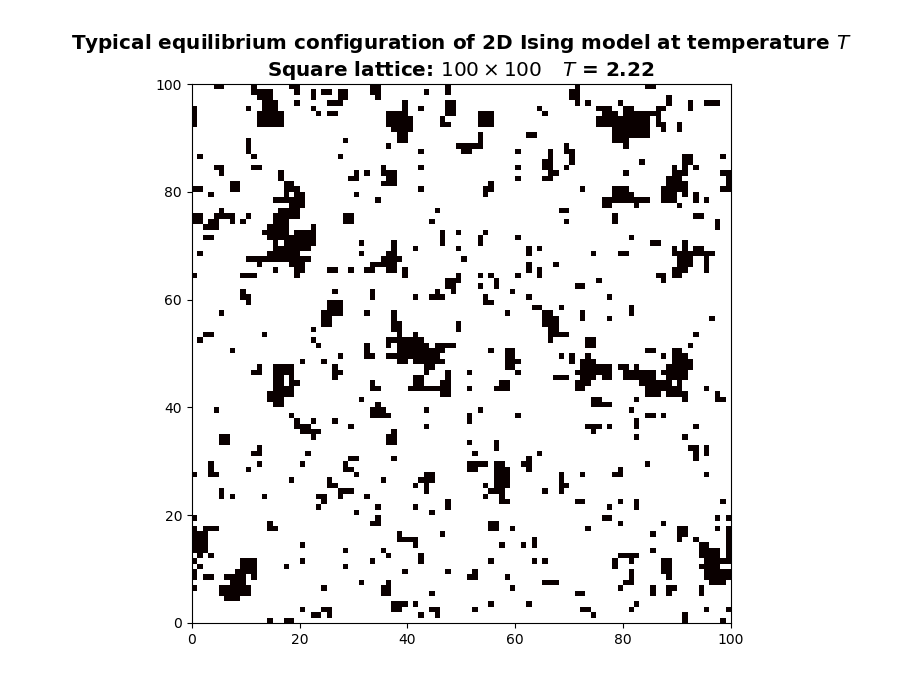 Typical equilibrium configuration of 2D Ising model at temperature T
Square lattice: 100 × 100 T = 2.22
100
80
60
40
20
0
0 20 40 60 80 100